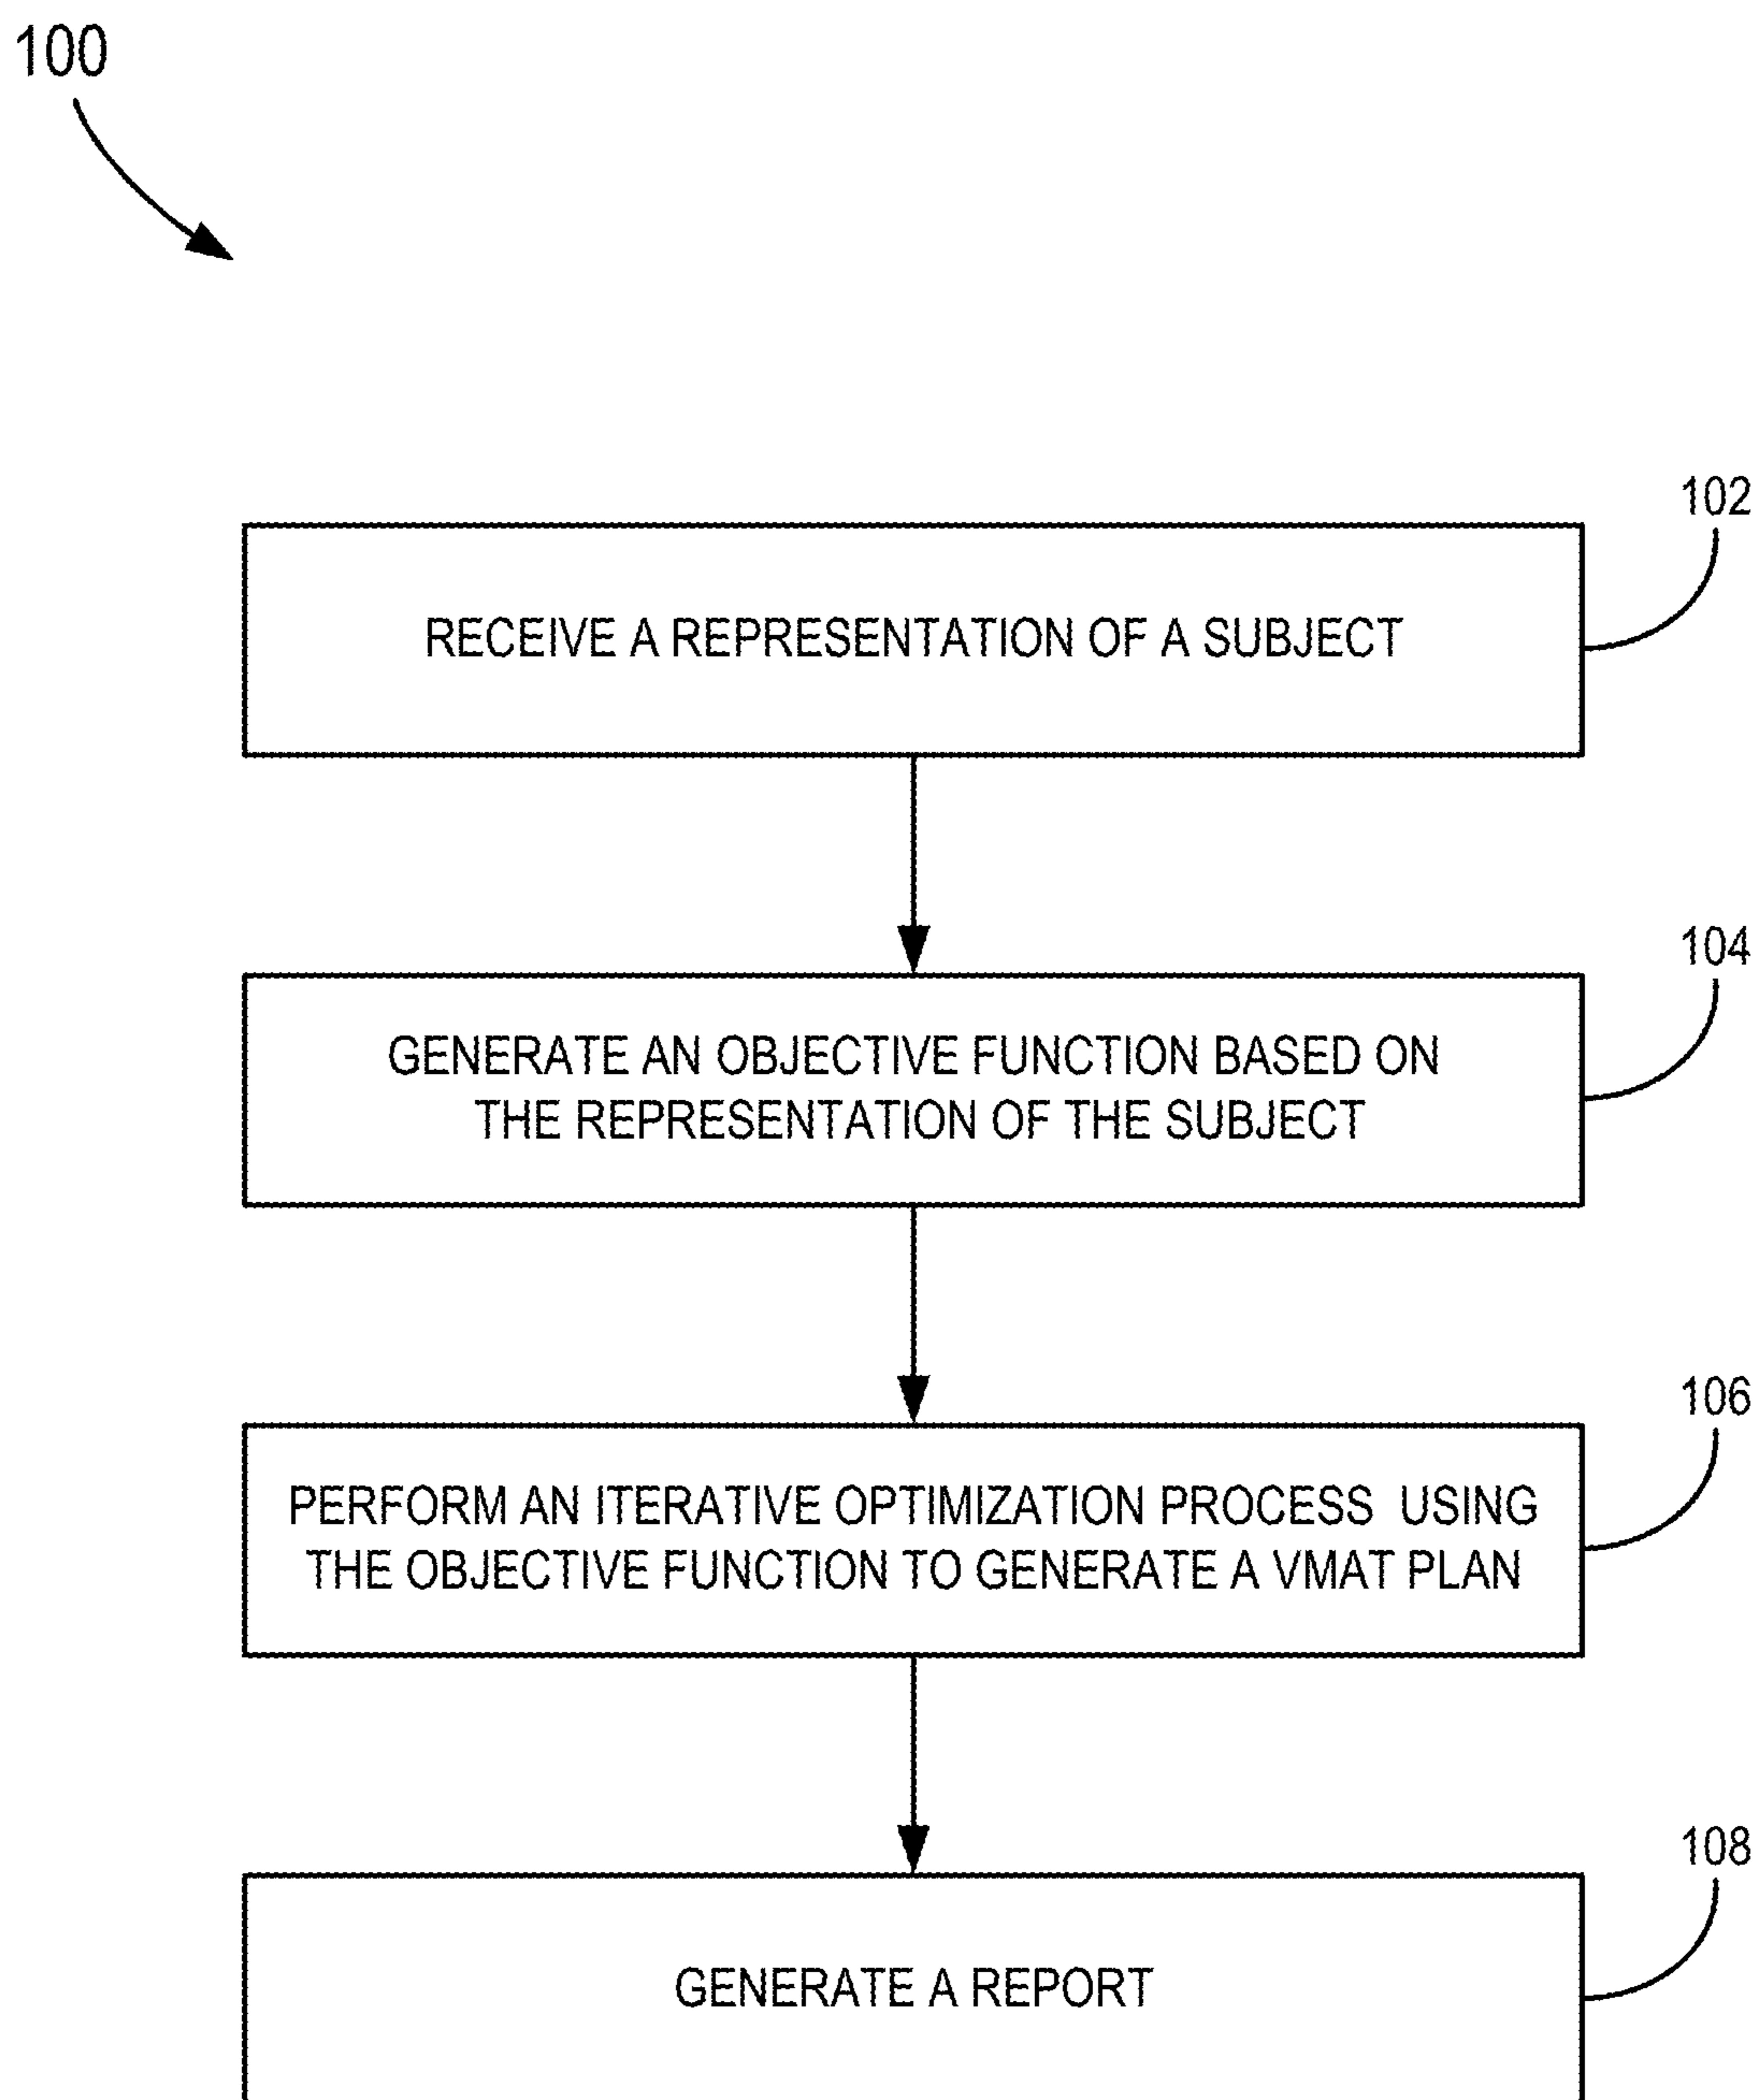 100
102
RECEIVE A REPRESENTATION OF A SUBJECT
104
GENERATE AN OBJECTIVE FUNCTION BASED ON
THE REPRESENTATION OF THE SUBJECT
106
PERFORM AN ITERATIVE OPTIMIZATION PROCESS  USING
THE OBJECTIVE FUNCTION TO GENERATE A VMAT PLAN
108
GENERATE A REPORT